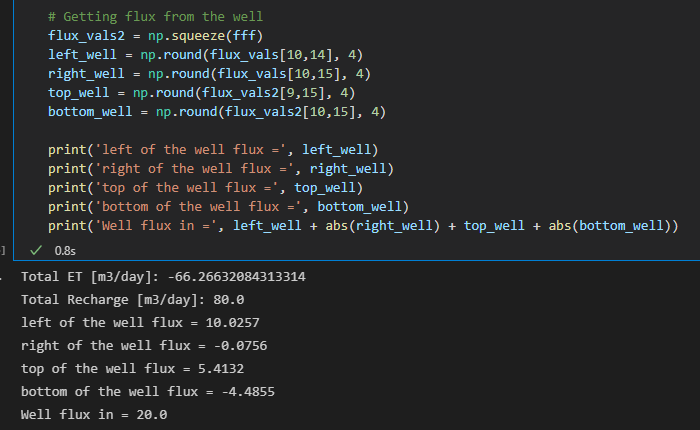 # Getting flux from the well
flux_vals2 = np.squeeze(fff)
left_well = np.round(flux_vals[10,14], 4)
right_well = np.round(flux_vals[10,15], 4)
top_well = np.round(flux_vals2[9,15], 4)
bottom_well = np.round(flux_vals2[10,15], 4)
print('left of the well flux =', left_well)
print('right of the well flux =', right_well)
print('top of the well flux =', top_well)
print('bottom of the well flux =', bottom_well)
print('Well flux in =', left_well + abs(right_well) + top_well + abs(bottom_well))
] 0.8s
Total ET [m3/day]: -66.26632084313314
Total Recharge [m3/day]: 80.0
left of the well flux = 10.0257
right of the well flux = -0.0756
top of the well flux = 5.4132
bottom of the well flux = -4.4855
Well flux in = 20.0